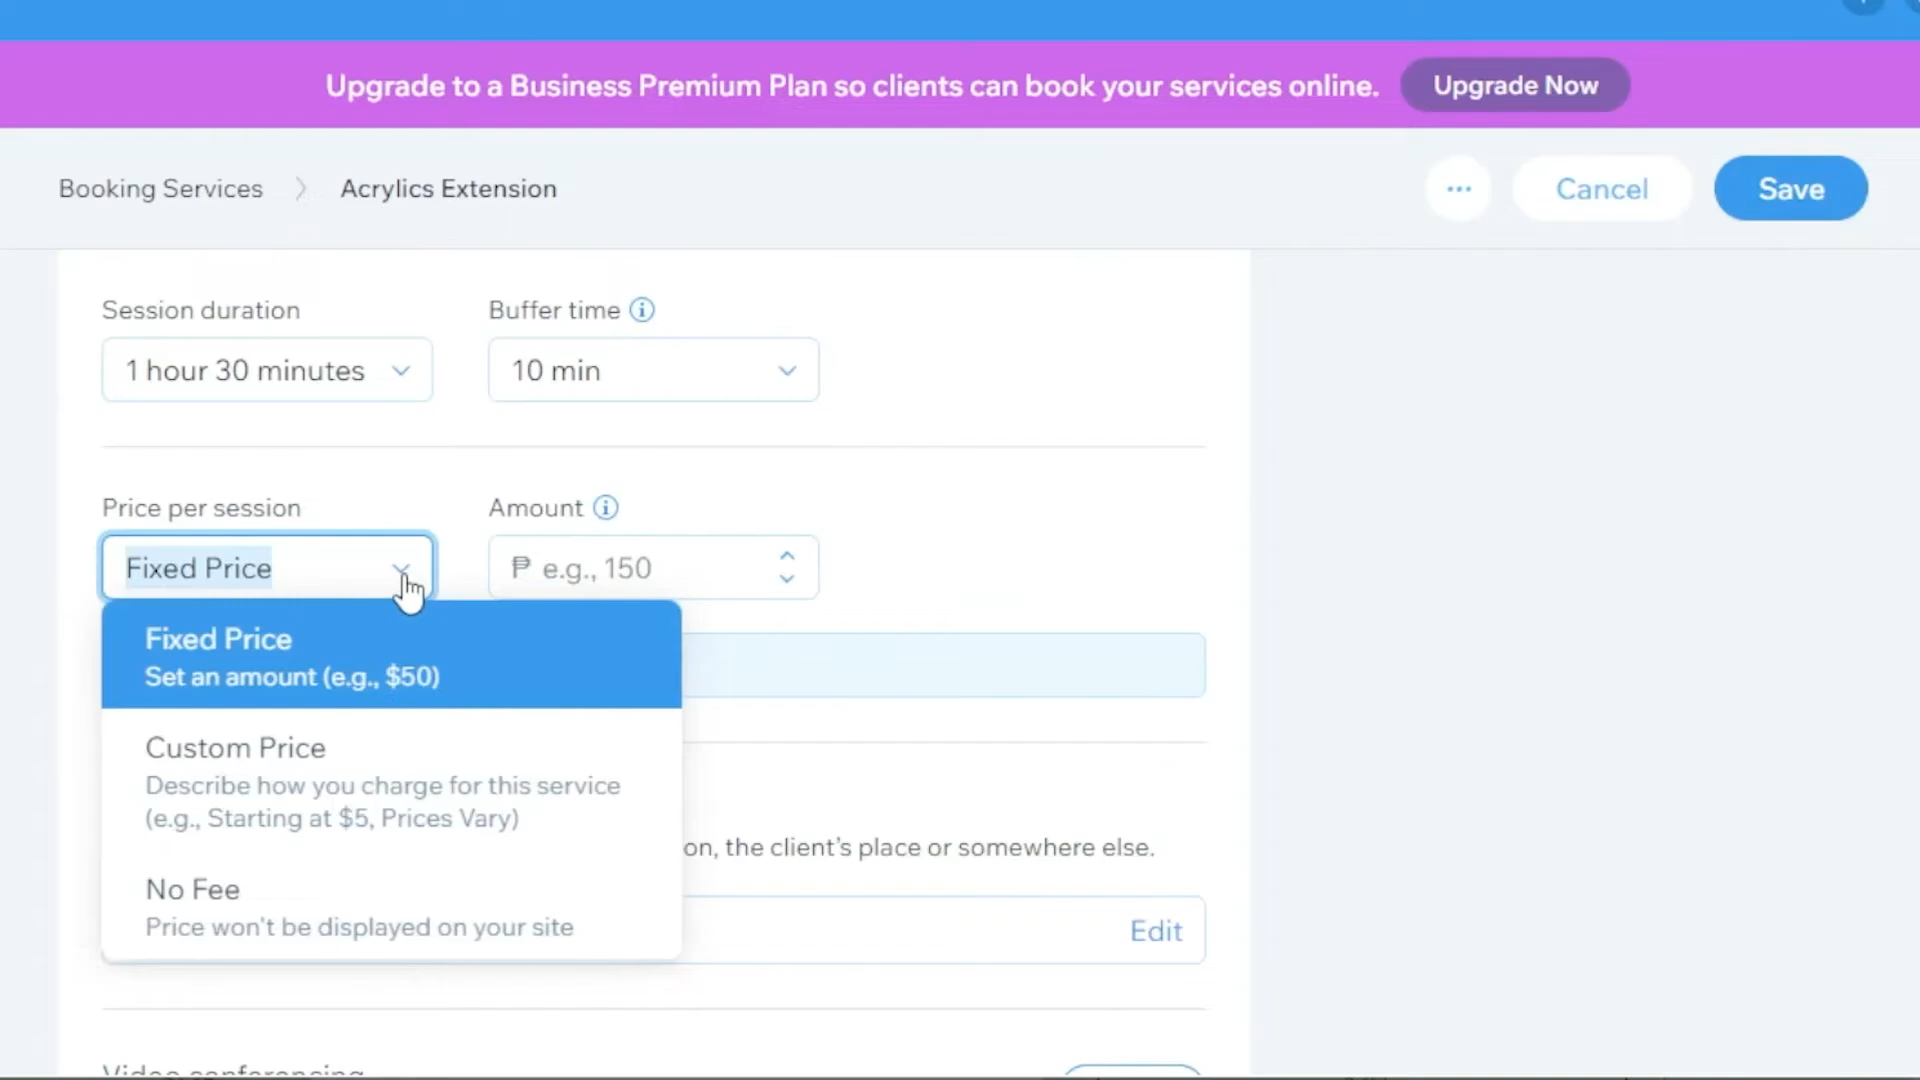 Upgrade to a Business Premium Plan so clients can book your services online. Upgrade Now
Booking Services Acrylics Extension ... Cancel Save
Session duration Buffer time
1 hour 30 minutes 10 min
Price per session Amount
Fixed Price ₱ e.g., 150
Fixed Price
Set an amount (e.g., $50)
Custom Price
Describe how you charge for this service
(e.g., Starting at $5, Prices Vary)
on, the client's place or somewhere else.
No Fee
Price won't be displayed on your site
Edit
Video conferencing